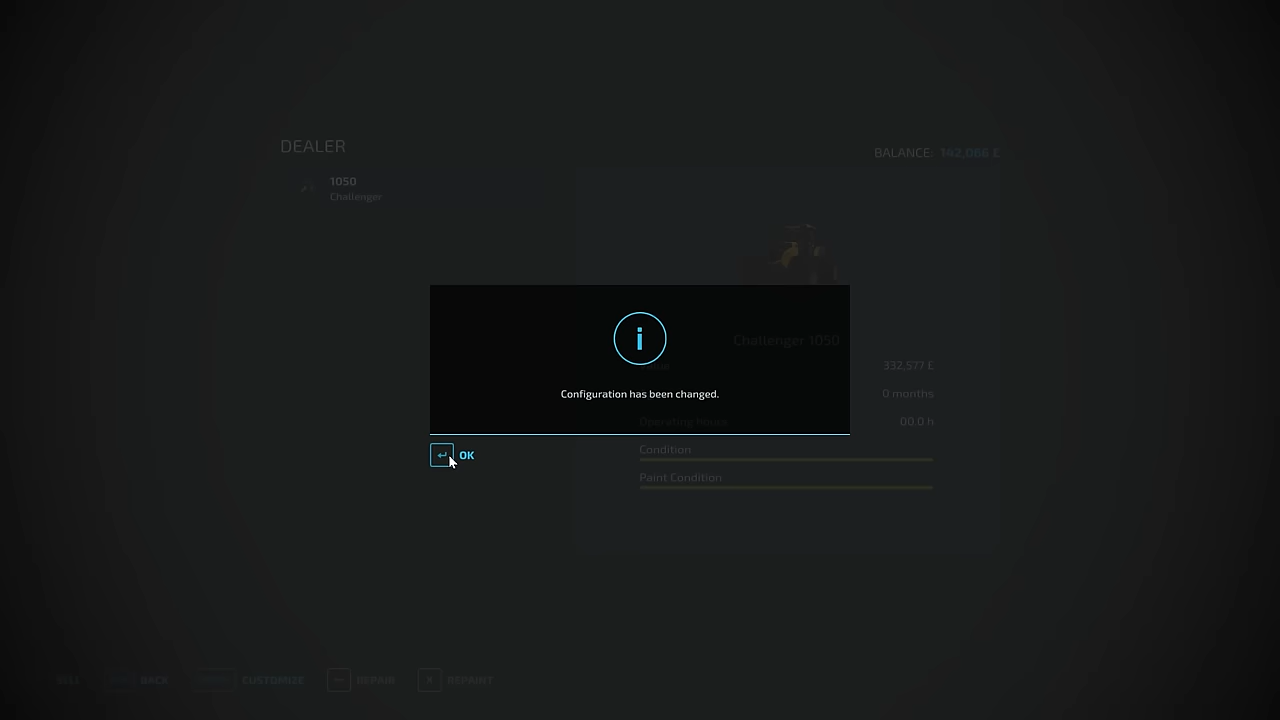 DEALER
BALANCE: 142,066 £
1050
Challenger
Challenger 1050
332,577 £
Configuration has been changed.
0 months
Operating hours
00.0 h
OK
Condition
Paint Condition
SELL
BACK
CUSTOMIZE
REPAIR
X REPAINT